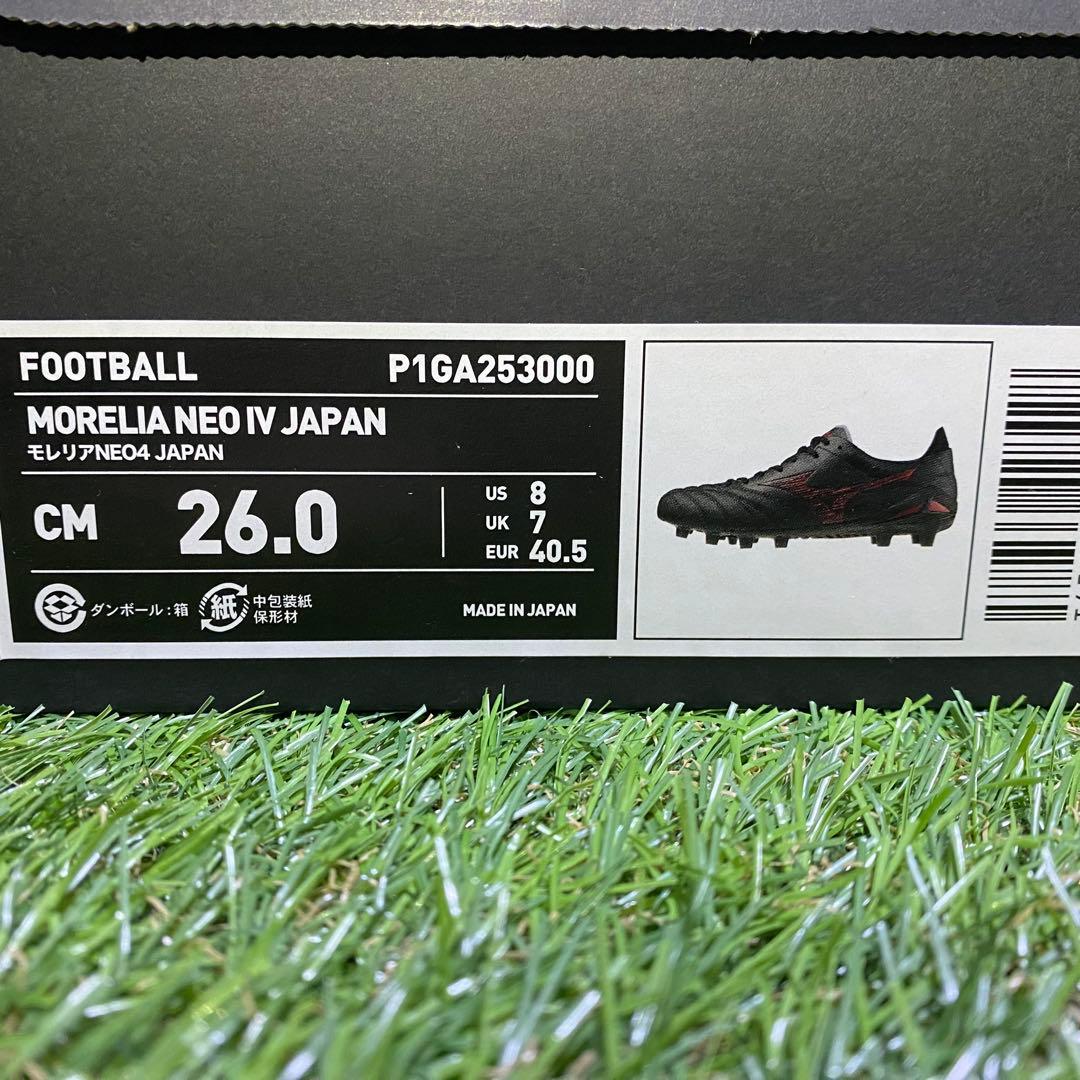 FOOTBALL P1GA253000
MORELIA NEO IV JAPAN
モレリアNEO4 JAPAN
CM 26.0
US 8
UK 7
EUR 40.5
ダンボール:箱
紙
中包装紙
保形材
MADE IN JAPAN